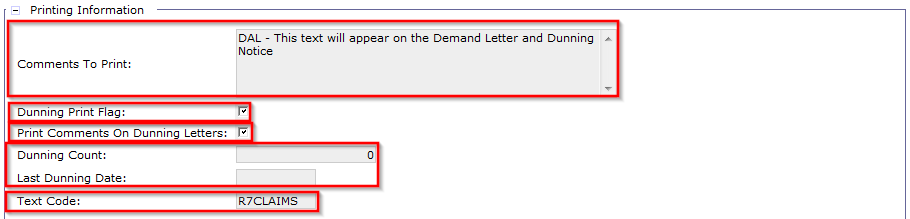 Printing Information
Comments To Print:
DAL - This text will appear on the Demand Letter and Dunning
Notice
Dunning Print Flag:
Print Comments On Dunning Letters:
Dunning Count: 0
Last Dunning Date:
Text Code: R7CLAIMS